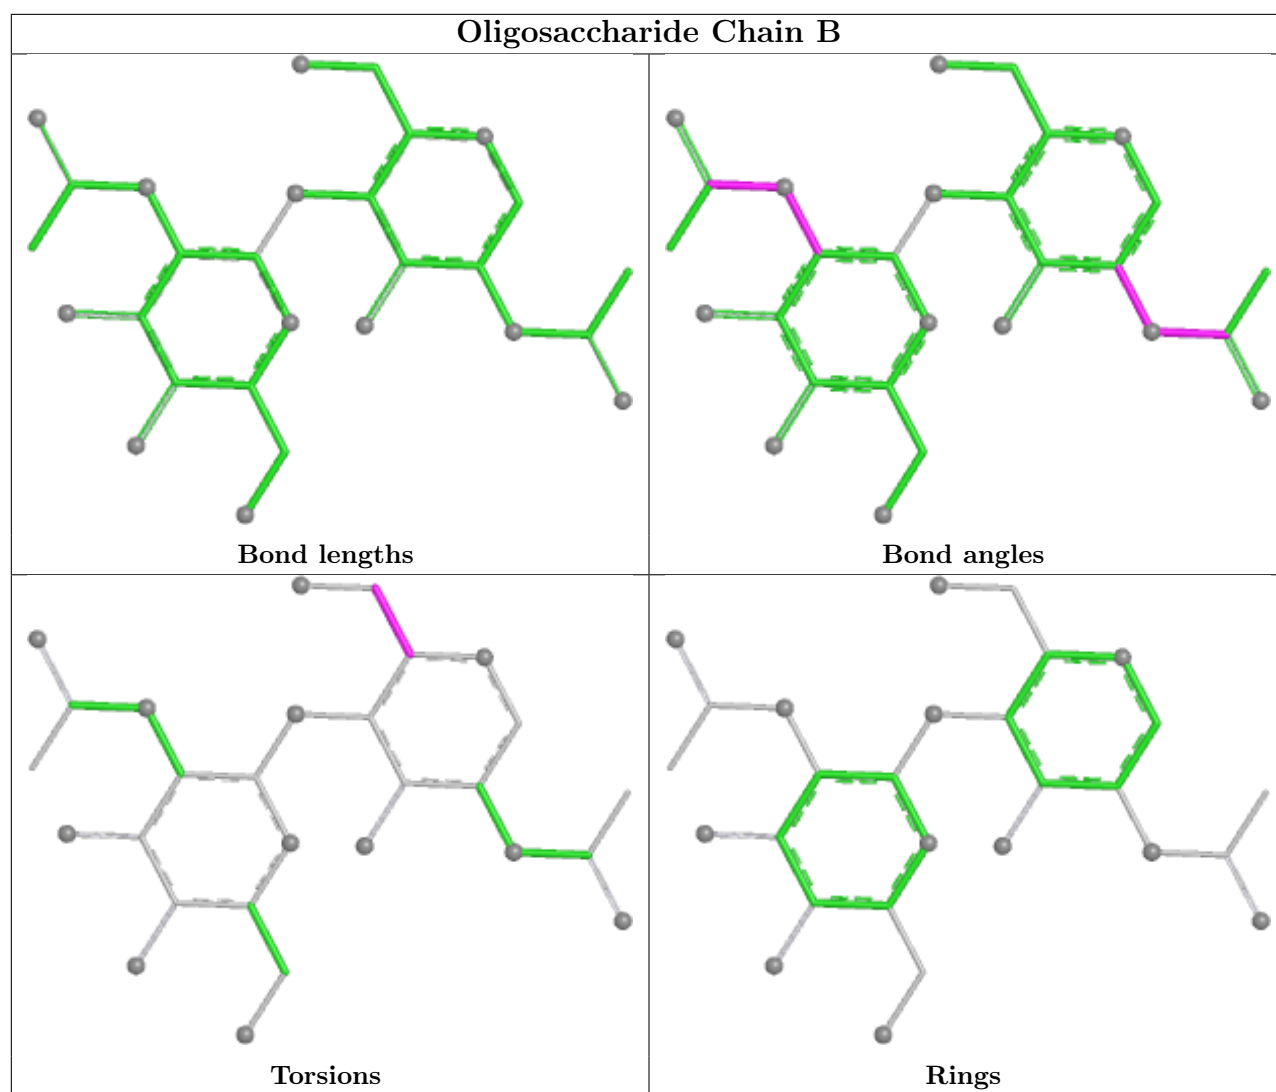 Oligosaccharide Chain B
Bond lengths
Bond angles
Torsions
Rings